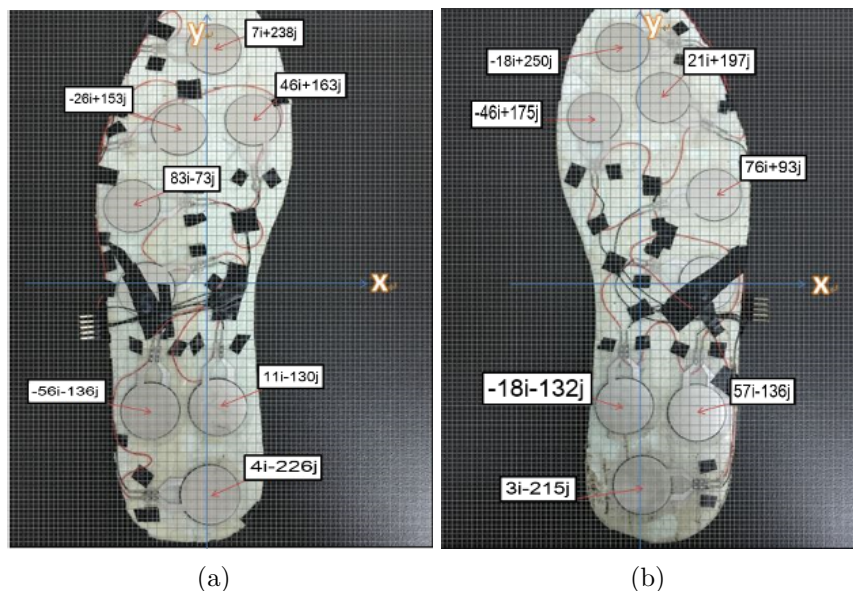 y
7i+238j
-26i+153j
46i+163j
83i-73j
x
-56i-136j
11i-130j
4i-226j
(a)
y
-18i+250j
21i+197j
-46i+175j
76i+93j
x
-18i-132j
57i-136j
3i-215j
(b)